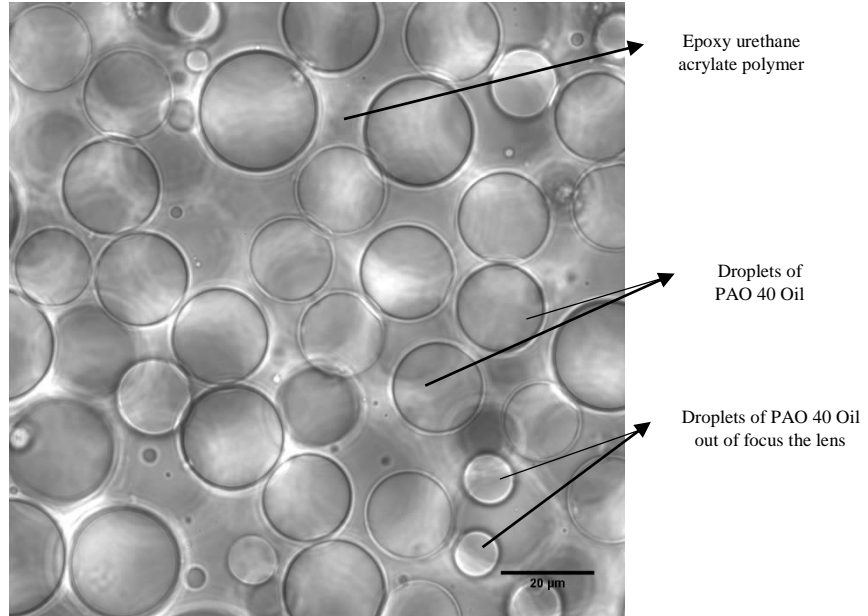 Epoxy urethane
acrylate polymer
Droplets of
PAO 40 Oil
Droplets of PAO 40 Oil
out of focus the lens
20 µm